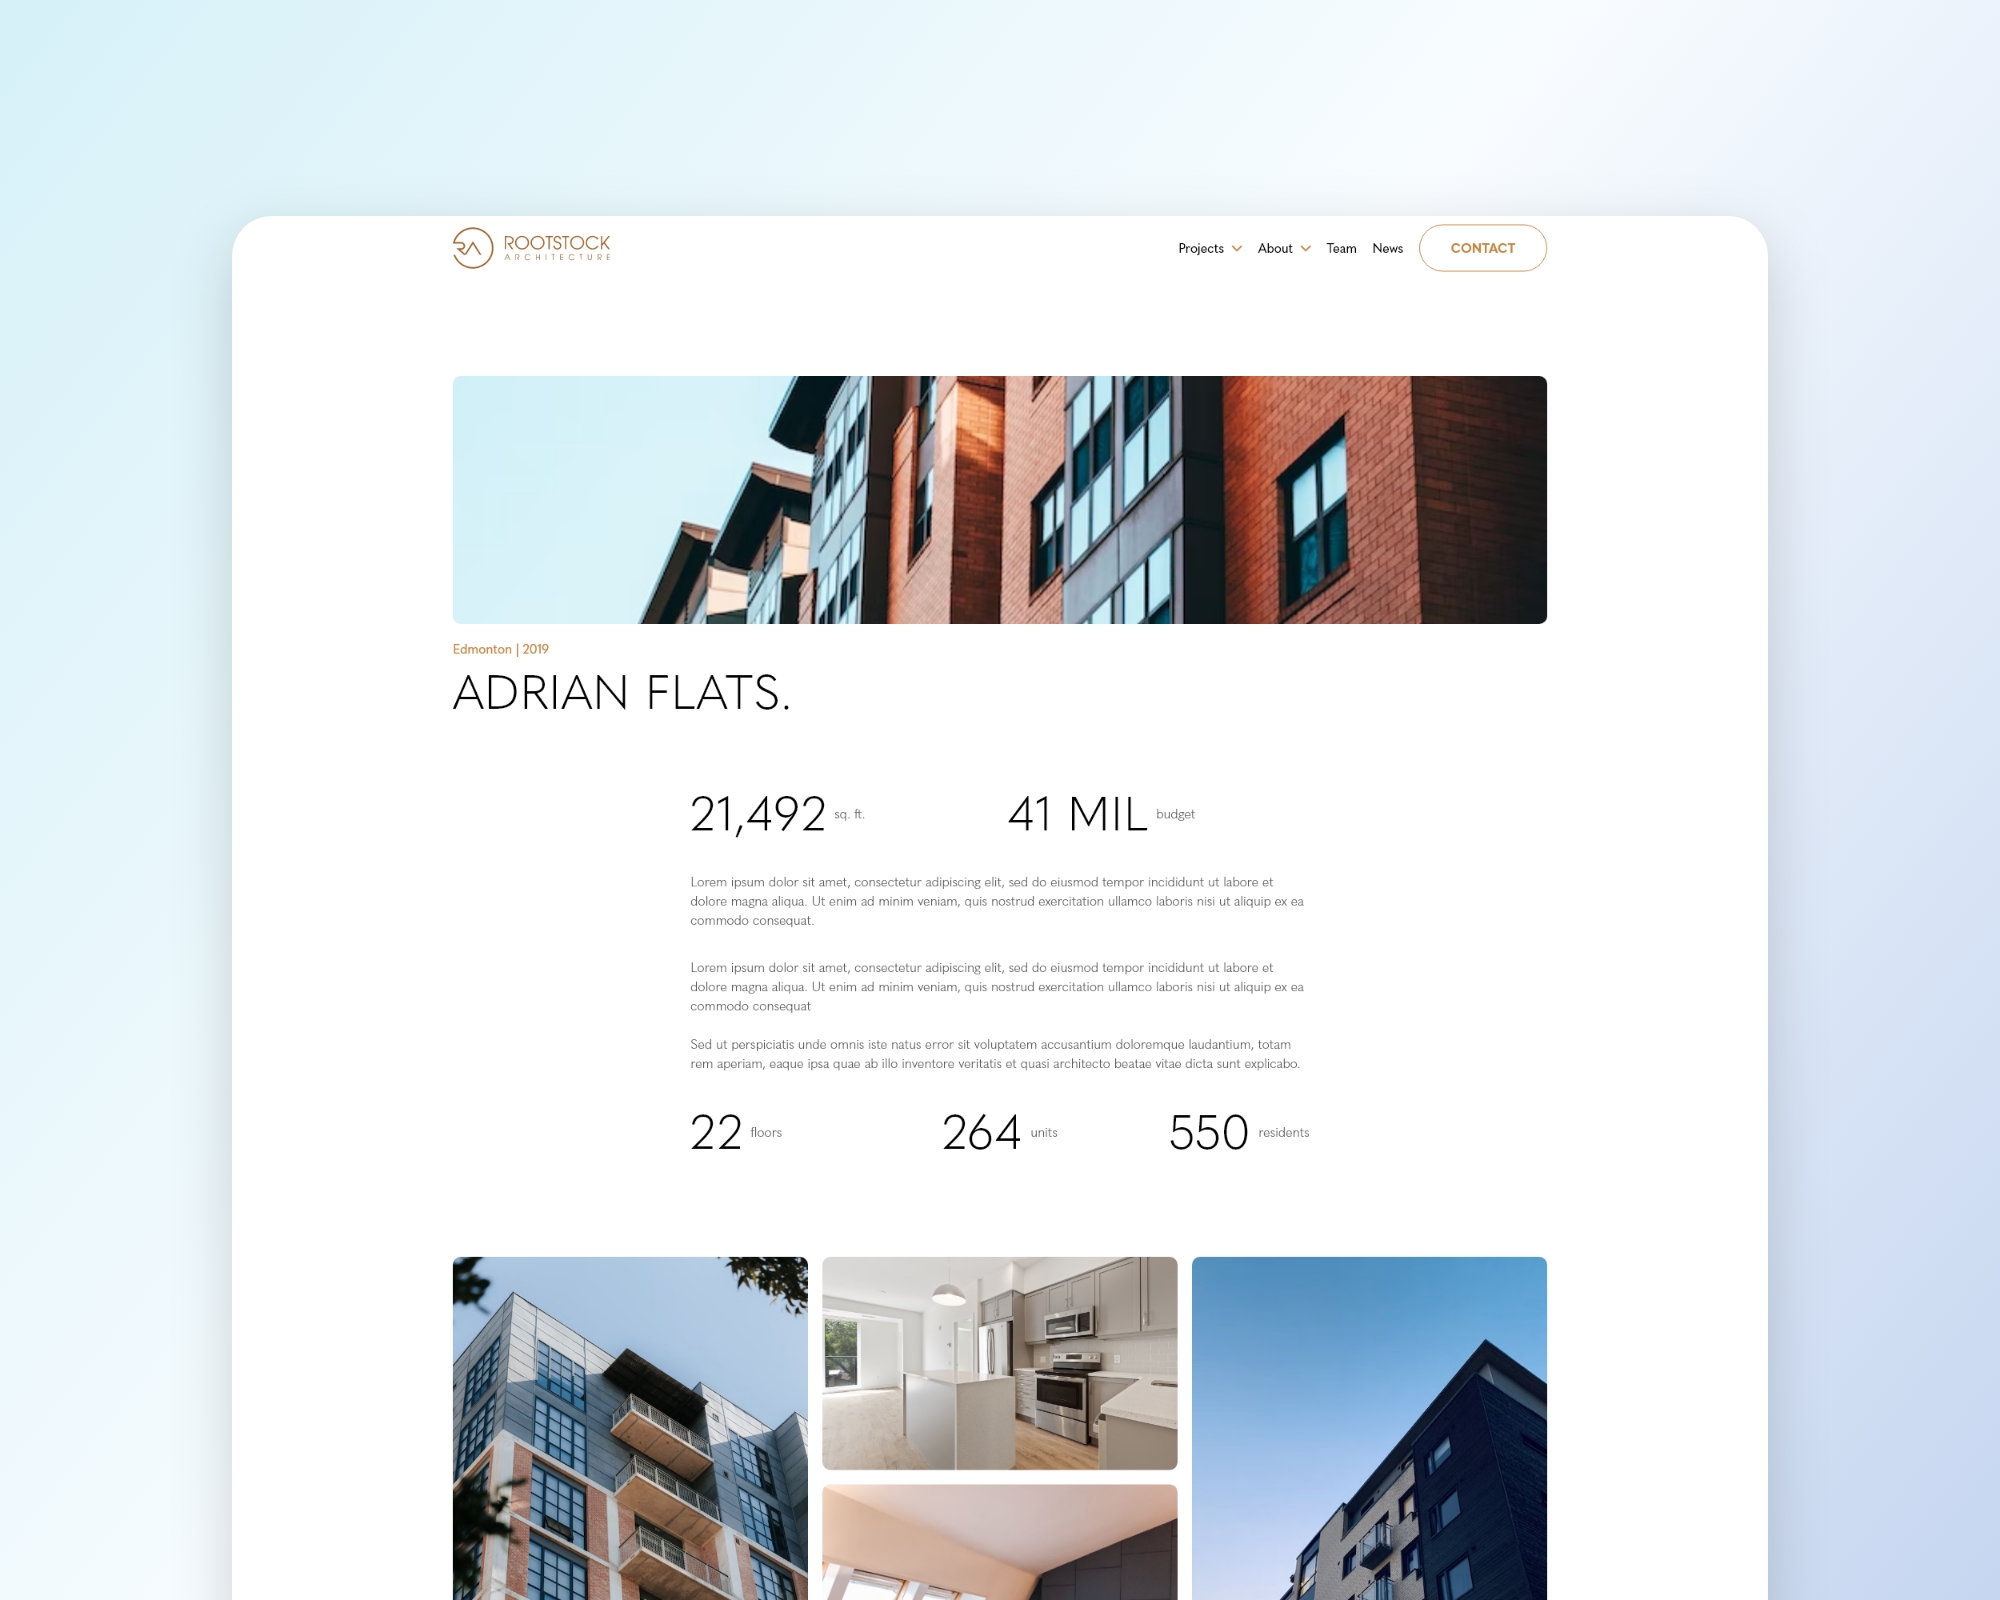 RA
ROOTSTOCK
ARCHITECTURE
Projects About Team News CONTACT
Edmonton | 2019
ADRIAN FLATS.
21,492 sq. ft. 41 MIL budget
Lorem ipsum dolor sit amet, consectetur adipiscing elit, sed do eiusmod tempor incididunt ut labore et
dolore magna aliqua. Ut enim ad minim veniam, quis nostrud exercitation ullamco laboris nisi ut aliquip ex ea
commodo consequat.
Lorem ipsum dolor sit amet, consectetur adipiscing elit, sed do eiusmod tempor incididunt ut labore et
dolore magna aliqua. Ut enim ad minim veniam, quis nostrud exercitation ullamco laboris nisi ut aliquip ex ea
commodo consequat
Sed ut perspiciatis unde omnis iste natus error sit voluptatem accusantium doloremque laudantium, totam
rem aperiam, eaque ipsa quae ab illo inventore veritatis et quasi architecto beatae vitae dicta sunt explicabo.
22 floors 264 units 550 residents